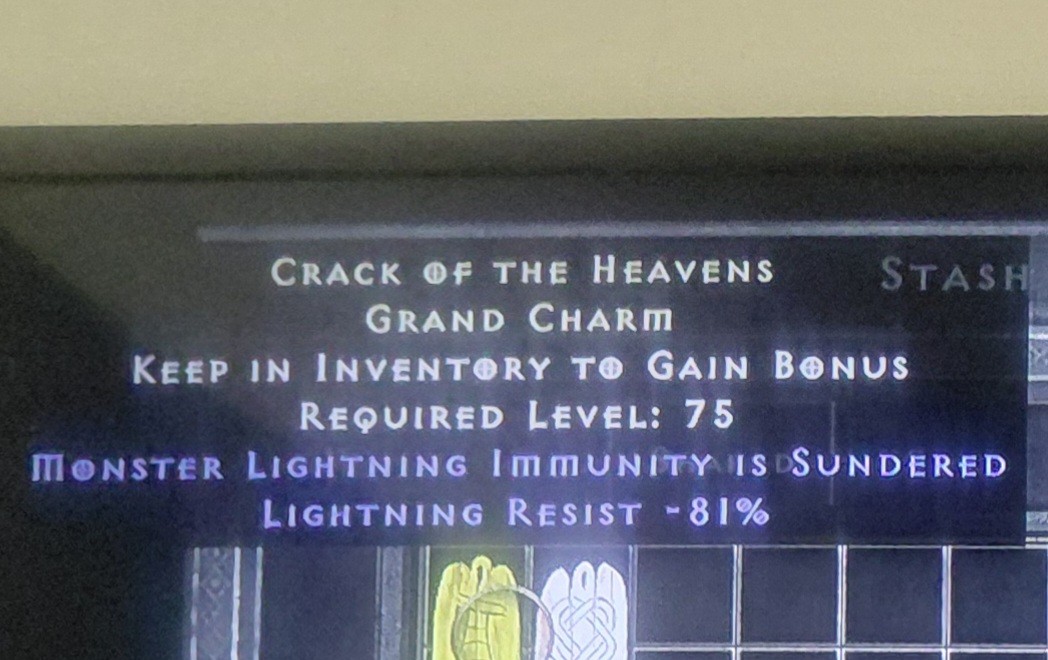 Crack of the Heavens
Stash
Grand Charm
Keep in Inventory to Gain Bonus
Required Level: 75
Monster Lightning Immunity is Sundered
Lightning Resist -81%